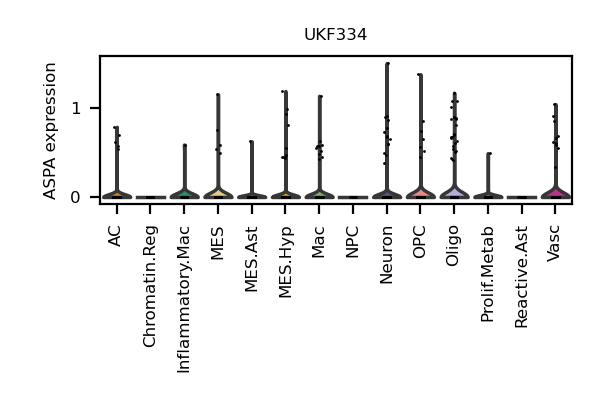 UKF334
ASPA expression
1
0
AC
Chromatin.Reg
Inflammatory.Mac
MES
MES.Ast
MES.Hyp
Mac
NPC
Neuron
OPC
Oligo
Prolif.Metab
Reactive.Ast
Vasc